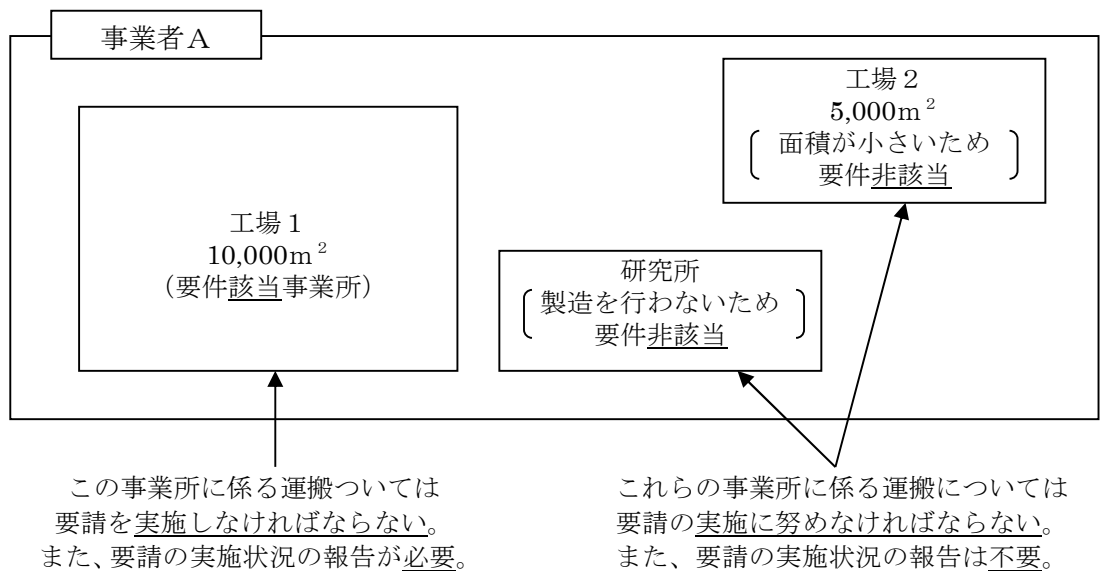 事業者A
工場2
5,000m²
面積が小さいため
要件非該当
工場1
10,000m²
(要件該当事業所)
研究所
製造を行わないため
要件非該当
この事業所に係る運搬ついては
要請を実施しなければならない。
また、要請の実施状況の報告が必要。
これらの事業所に係る運搬については
要請の実施に努めなければならない。
また、要請の実施状況の報告は不要。